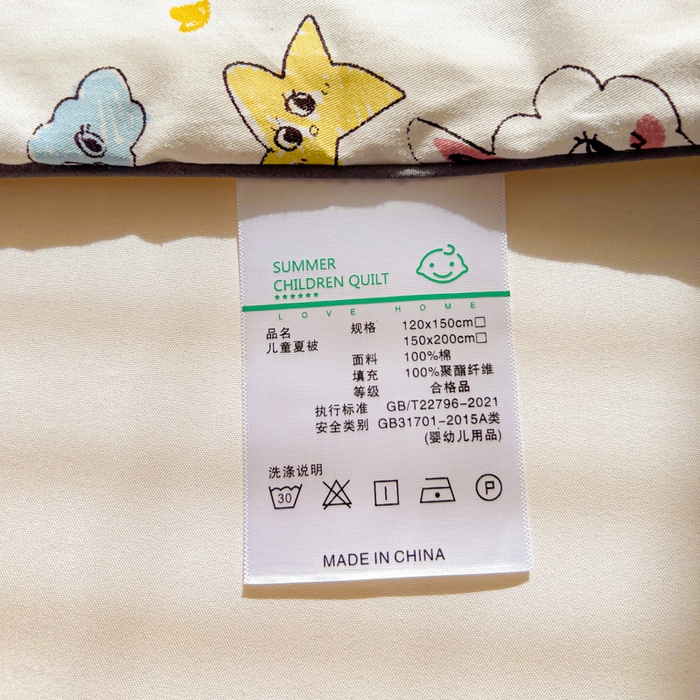 SUMMER
CHILDREN QUILT
******
LOVE HOME
品名 规格 120x150cm□
儿童夏被 150x200cm□
面料 100%棉
填充 100%聚酯纤维
等级 合格品
执行标准 GB/T22796-2021
安全类别 GB31701-2015A类
(婴幼儿用品)
洗涤说明
30 P
MADE IN CHINA